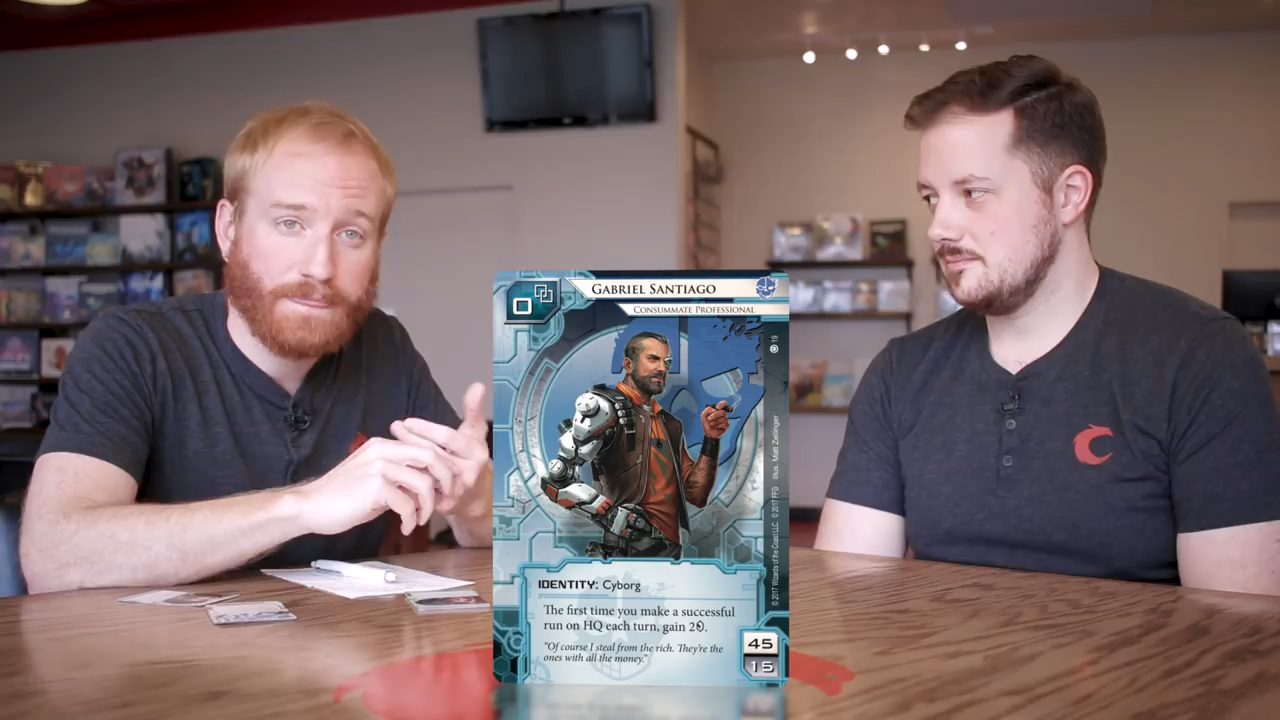 GABRIEL SANTIAGO
CONSUMMATE PROFESSIONAL
0
19
Illus. Matt Zeilinger
© 2017 Wizards of the Coast LLC. © 2017 FFG
IDENTITY: Cyborg
The first time you make a successful
run on HQ each turn, gain 2.
"Of course I steal from the rich. They're the
ones with all the money."
45
15